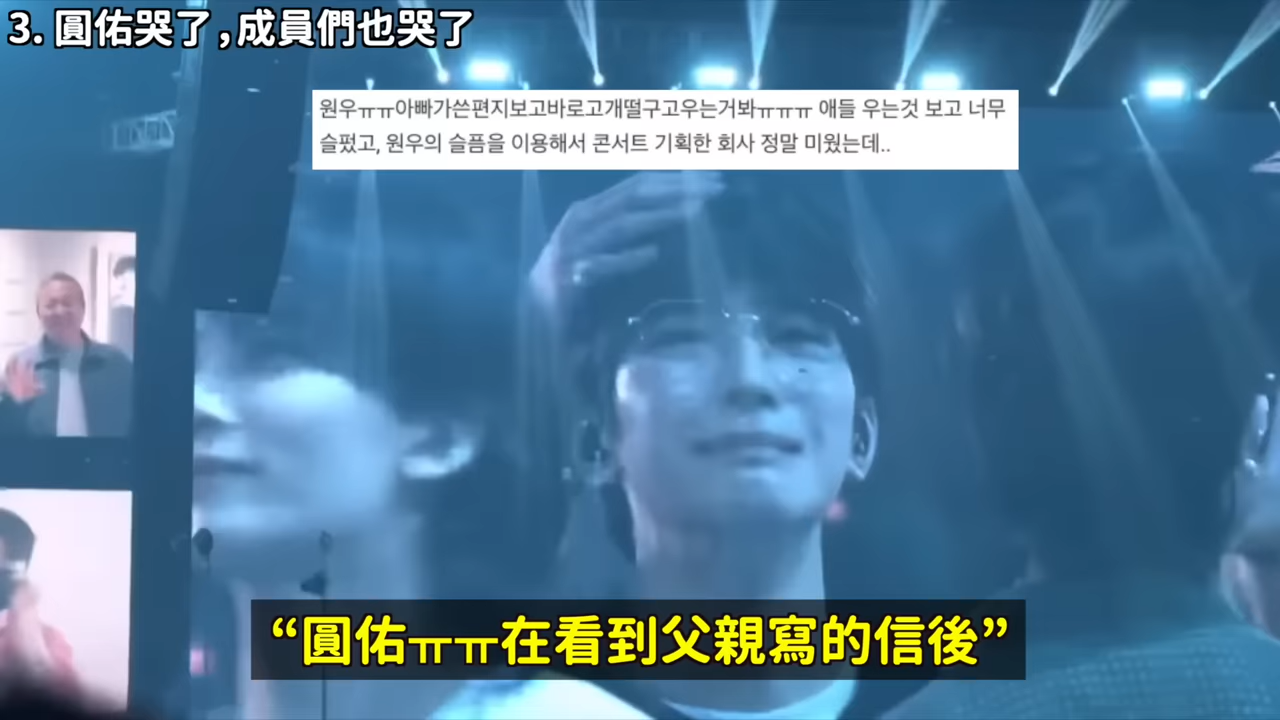 3. 圓佑哭了,成員們也哭了
원우ㅠㅠ아빠가쓴편지보고바로고개떨구고우는거봐ㅠㅠㅠ 애들 우는것 보고 너무
슬펐고, 원우의 슬픔을 이용해서 콘서트 기획한 회사 정말 미웠는데..
“圓佑ㅠㅠ在看到父親寫的信後”